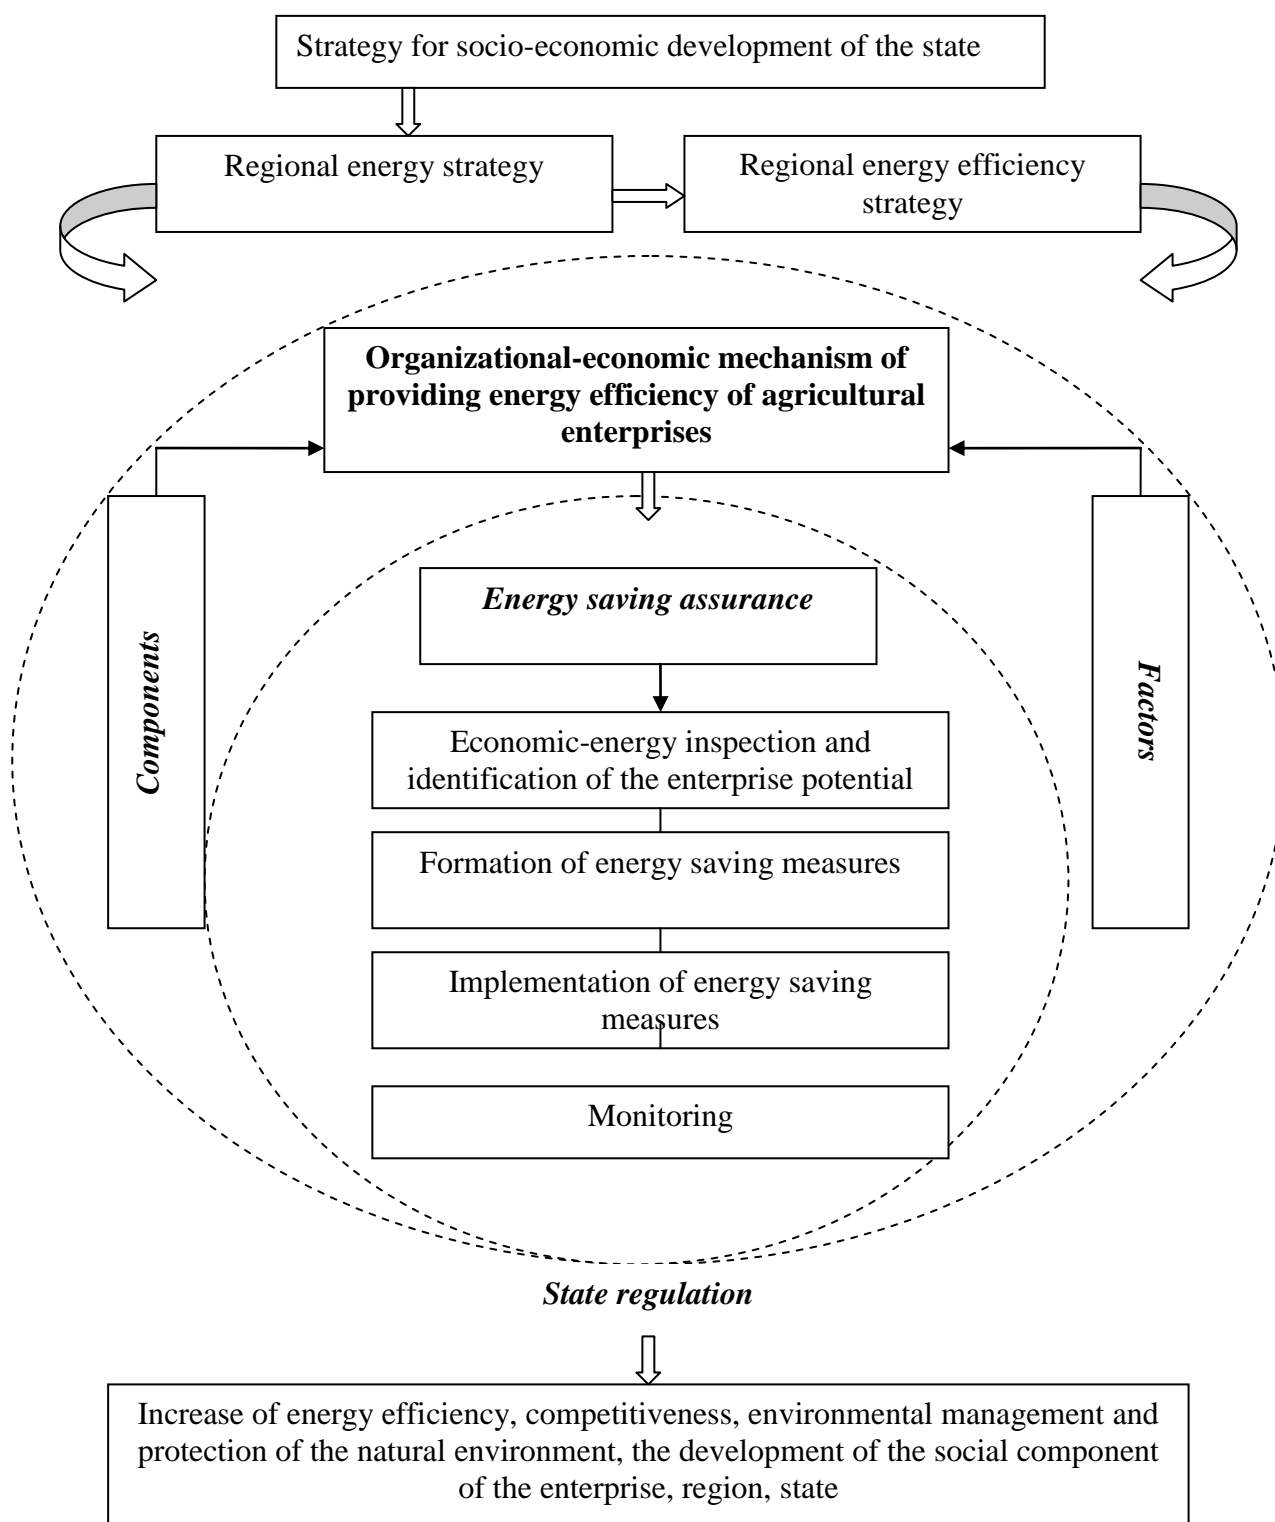 Strategy for socio-economic development of the state
Regional energy strategy
Regional energy efficiency
strategy
Organizational-economic mechanism of
providing energy efficiency of agricultural
enterprises
Components
Factors
Energy saving assurance
Economic-energy inspection and
identification of the enterprise potential
Formation of energy saving measures
Implementation of energy saving
measures
Monitoring
State regulation
Increase of energy efficiency, competitiveness, environmental management and
protection of the natural environment, the development of the social component
of the enterprise, region, state